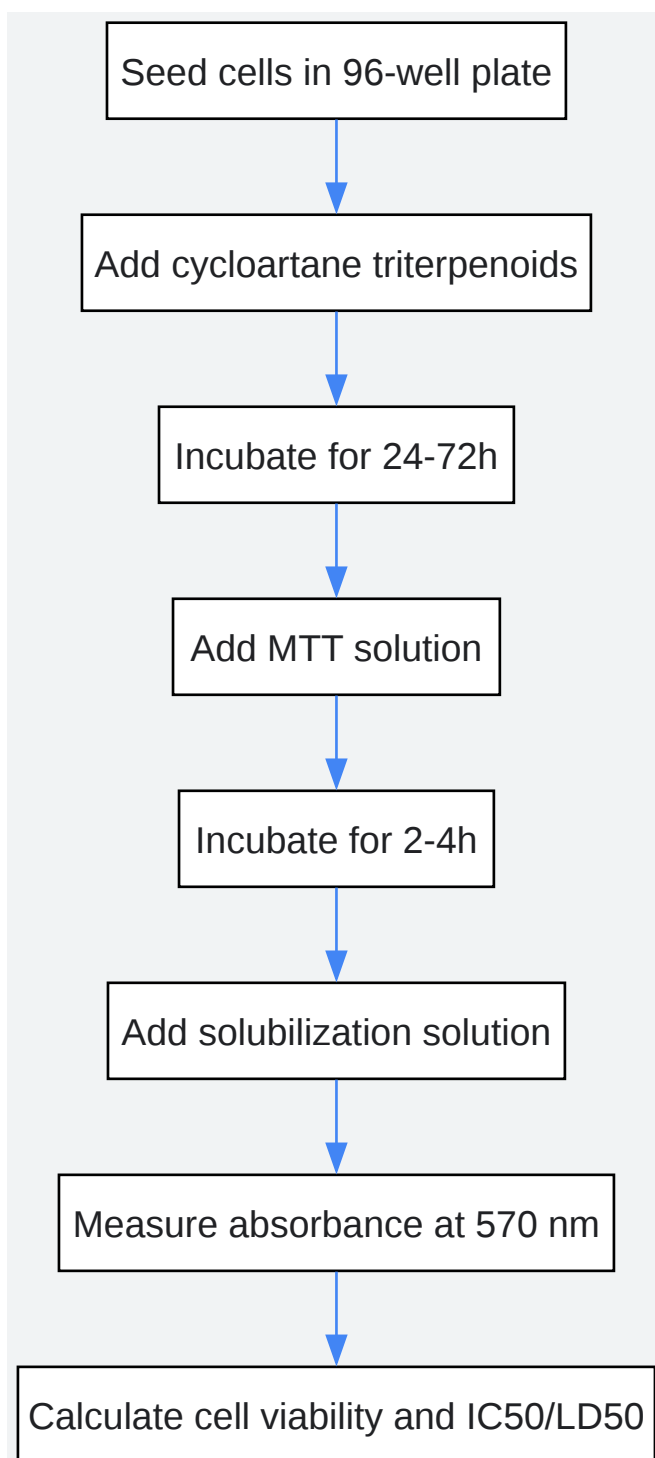 Seed cells in 96-well plate
Add cycloartane triterpenoids
Incubate for 24-72h
Add MTT solution
Incubate for 2-4h
Add solubilization solution
Measure absorbance at 570 nm
Calculate cell viability and IC50/LD50